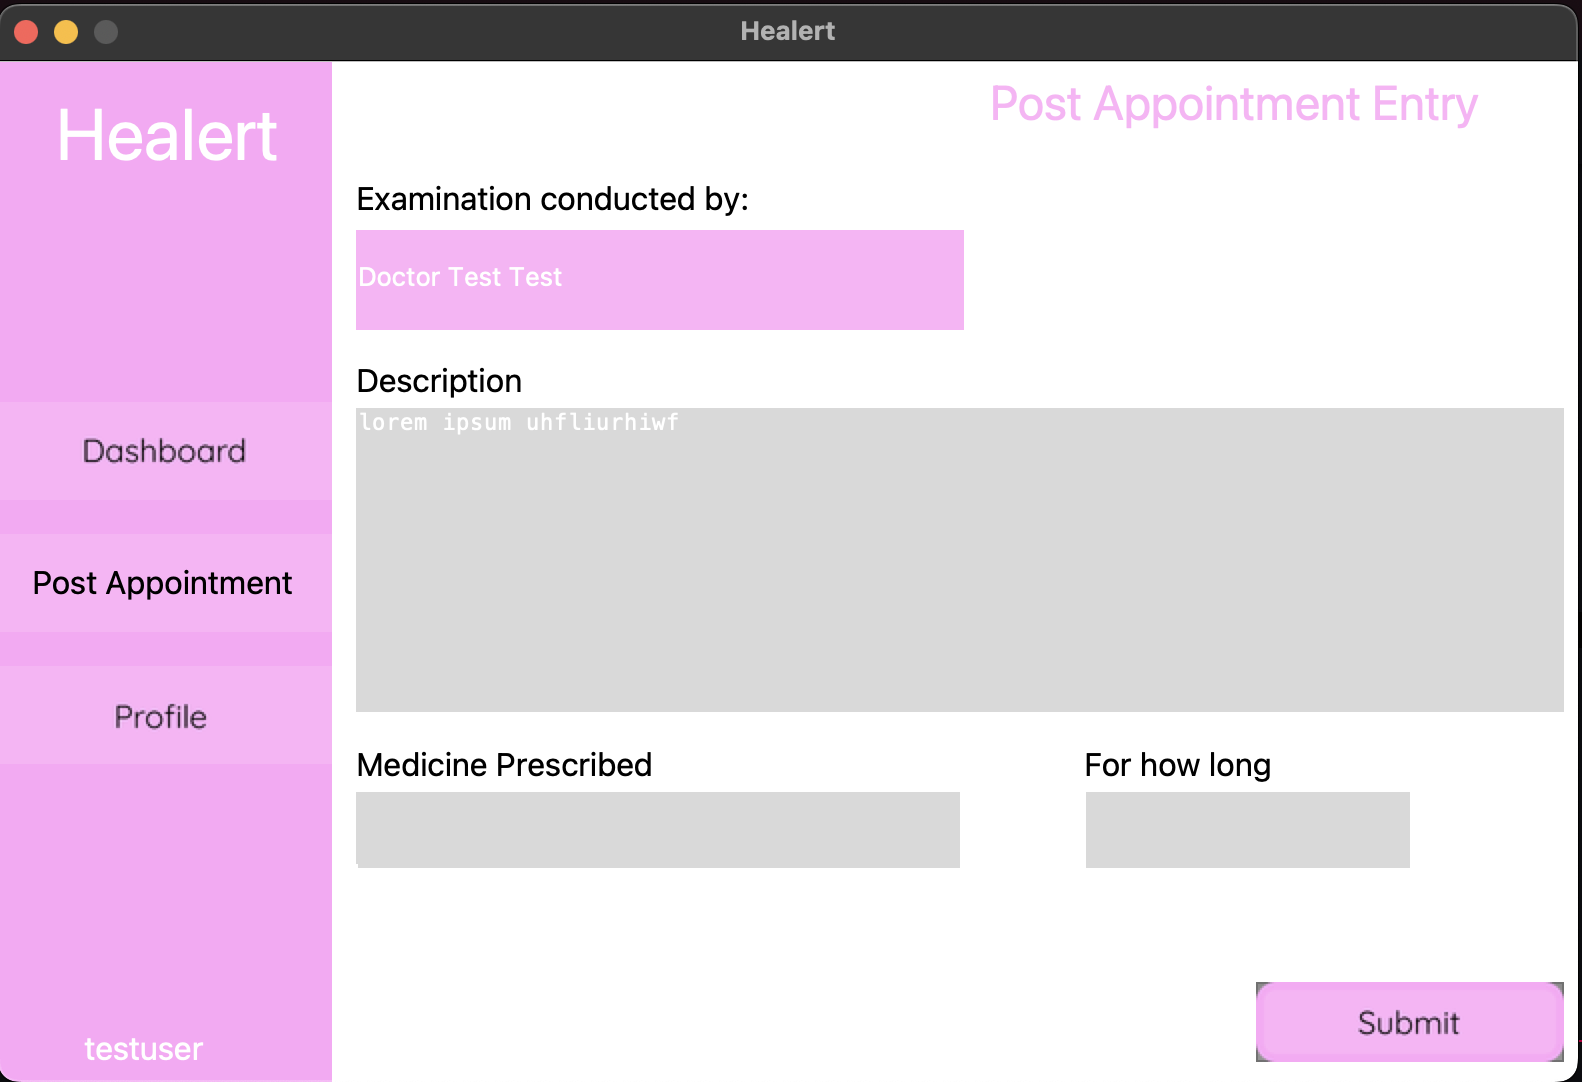 Healert
Healert
Post Appointment Entry
Examination conducted by:
Doctor Test Test
Description
lorem ipsum uhfliurhiwf
Dashboard
Post Appointment
Profile
Medicine Prescribed
For how long
Submit
testuser